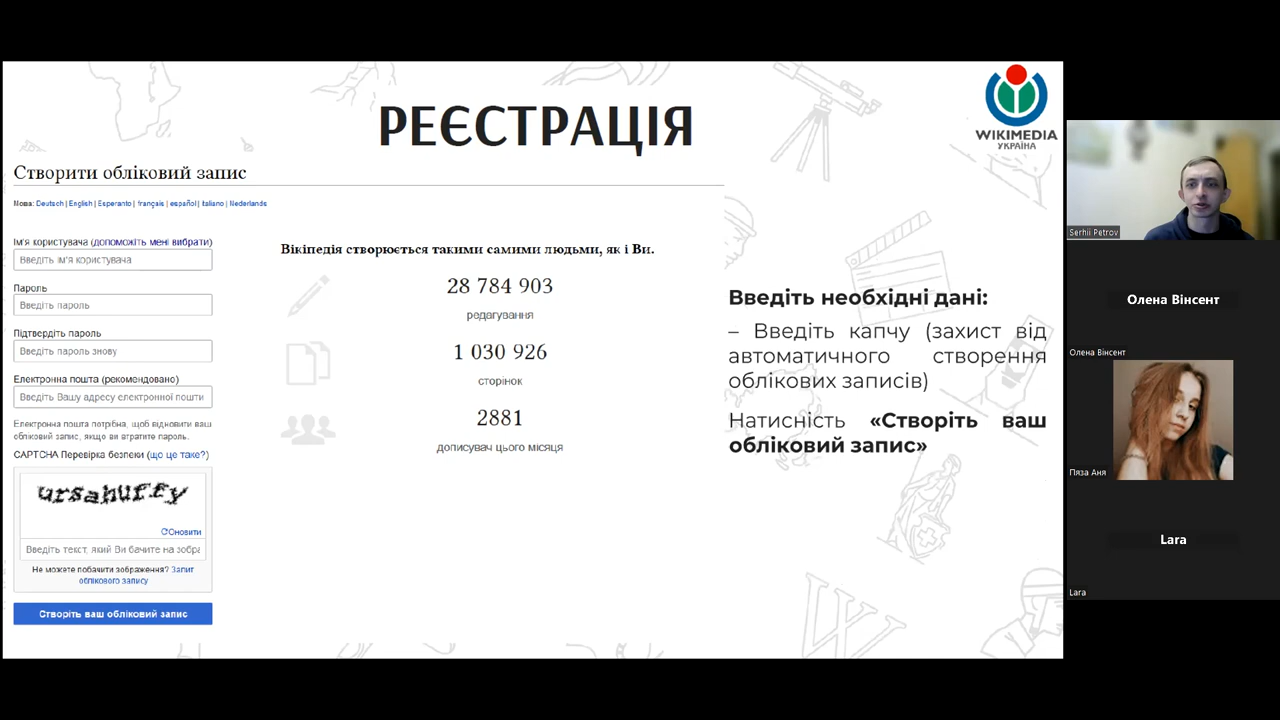 РЕЄСТРАЦІЯ
WIKIMEDIA
УКРАЇНА
Створити обліковий запис
Мова: Deutsch | English | Esperanto | français | español | italiano | Nederlands
Ім'я користувача (допоможіть мені вибрати)
Введіть ім'я користувача
Пароль
Введіть пароль
Підтвердіть пароль
Введіть пароль знову
Електронна пошта (рекомендовано)
Введіть Вашу адресу електронної пошти
Електронна пошта потрібна, щоб відновити ваш
обліковий запис, якщо ви втратите пароль.
CAPTCHA Перевірка безпеки (що це таке?)
ursahuffy
Оновити
Введіть текст, який Ви бачите на зобра
Не можете побачити зображення? Запит
облікового запису
Створіть ваш обліковий запис
Вікіпедія створюється такими самими людьми, як і Ви.
28 784 903
редагування
1 030 926
сторінок
2881
дописувач цього місяця
Введіть необхідні дані:
– Введіть капчу (захист від
автоматичного створення
облікових записів)
Натисність «Створіть ваш
обліковий запис»
Serhii Petrov
Олена Вінсент
Олена Вінсент
Пяза Аня
Lara
Lara